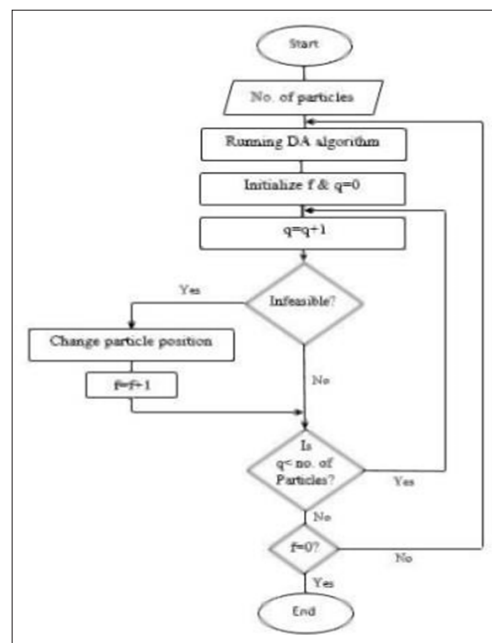 Start
No. of particles
Running DA algorithm
Initialize f & q=0
q=q+1
Infeasible?
Yes
Change particle position
f=f+1
No
Is
q< no. of
Particles?
Yes
No
f=0?
No
Yes
End